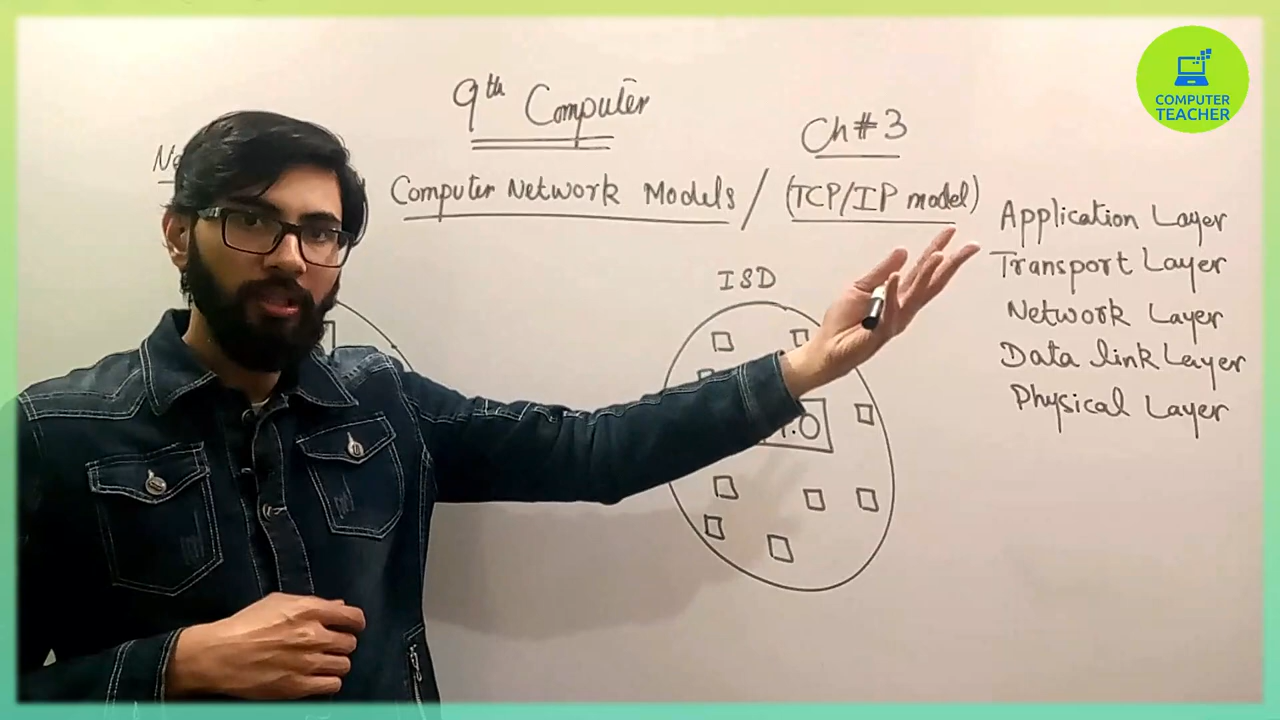 9th Computer
Ch#3
Computer Network Models / (TCP/IP model)
Application Layer
Transport Layer
Network Layer
Data link Layer
Physical Layer
ISD
COMPUTER
TEACHER